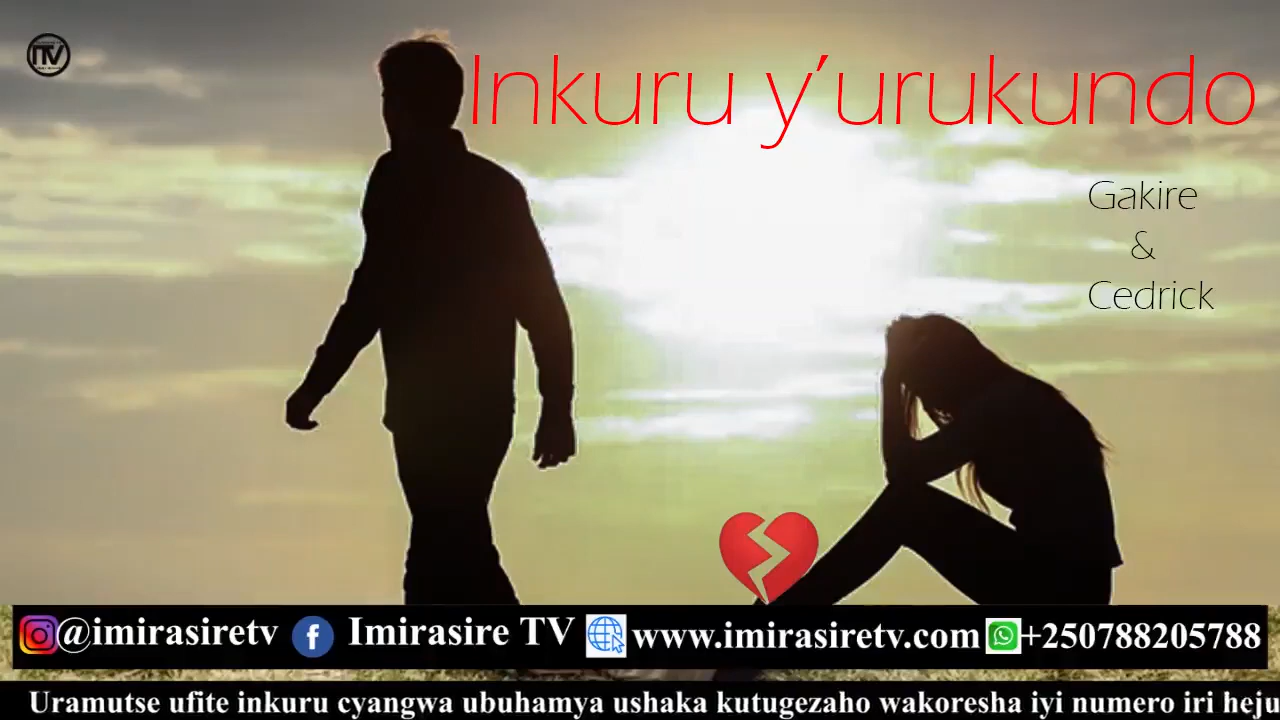 ITV
Inkuru y'urukundo
Gakire
&
Cedrick
@imirasiretv Imirasire TV www.imirasiretv.com +250788205788
Uramutse ufite inkuru cyangwa ubuhamya ushaka kutugezaho wakoresha iyi numero iri heju